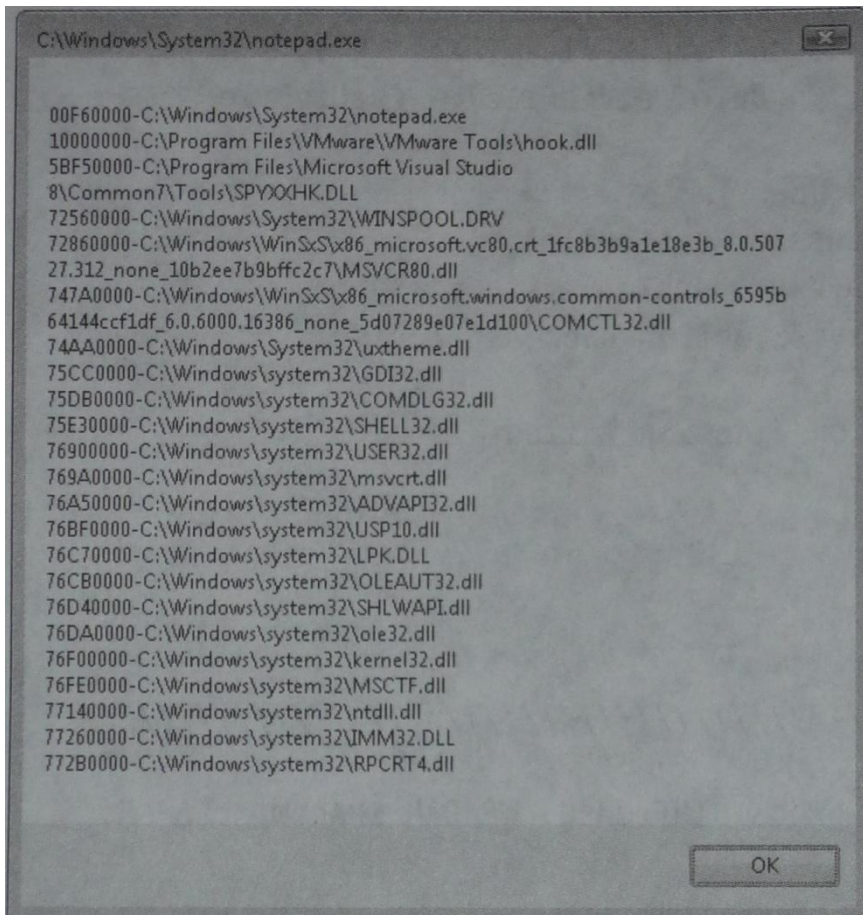 C:\Windows\System32\notepad.exe
00F60000-C:\Windows\System32\notepad.exe
10000000-C:\Program Files\VMware\VMware Tools\hook.dll
5BF50000-C:\Program Files\Microsoft Visual Studio
8\Common7\Tools\SPYXXHK.DLL
72560000-C:\Windows\System32\WINSPOOL.DRV
72860000-C:\Windows\WinSxS\x86_microsoft.vc80.crt_1fc8b3b9a1e18e3b_8.0.507
27.312_none_10b2ee7b9bffc2c7\MSVCR80.dll
747A0000-C:\Windows\WinSxS\x86_microsoft.windows.common-controls_6595b
64144ccf1df_6.0.6000.16386_none_5d07289e07e1d100\COMCTL32.dll
74AA0000-C:\Windows\System32\uxtheme.dll
75CC0000-C:\Windows\system32\GDI32.dll
75DB0000-C:\Windows\system32\COMDLG32.dll
75E30000-C:\Windows\system32\SHELL32.dll
76900000-C:\Windows\system32\USER32.dll
769A0000-C:\Windows\system32\msvcrt.dll
76A50000-C:\Windows\system32\ADVAPI32.dll
76BF0000-C:\Windows\system32\USP10.dll
76C70000-C:\Windows\system32\LPK.DLL
76CB0000-C:\Windows\system32\OLEAUT32.dll
76D40000-C:\Windows\system32\SHLWAPI.dll
76DA0000-C:\Windows\system32\ole32.dll
76F00000-C:\Windows\system32\kernel32.dll
76FE0000-C:\Windows\system32\MSCTF.dll
77140000-C:\Windows\system32\ntdll.dll
77260000-C:\Windows\system32\IMM32.DLL
772B0000-C:\Windows\system32\RPCRT4.dll
OK